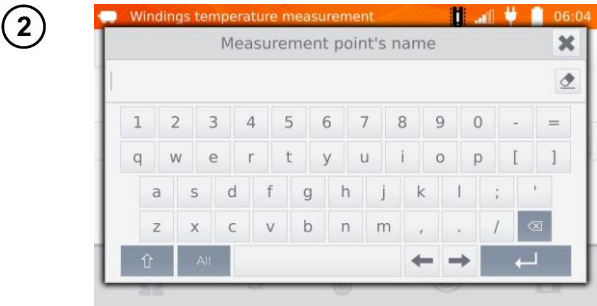 2
Windings temperature measurement 06:04
Measurement point's name
1 2 3 4 5 6 7 8 9 0 - =
q w e r t y u i o p [ ]
a s d f g h j k l ; '
z x c v b n m , . /
Alt